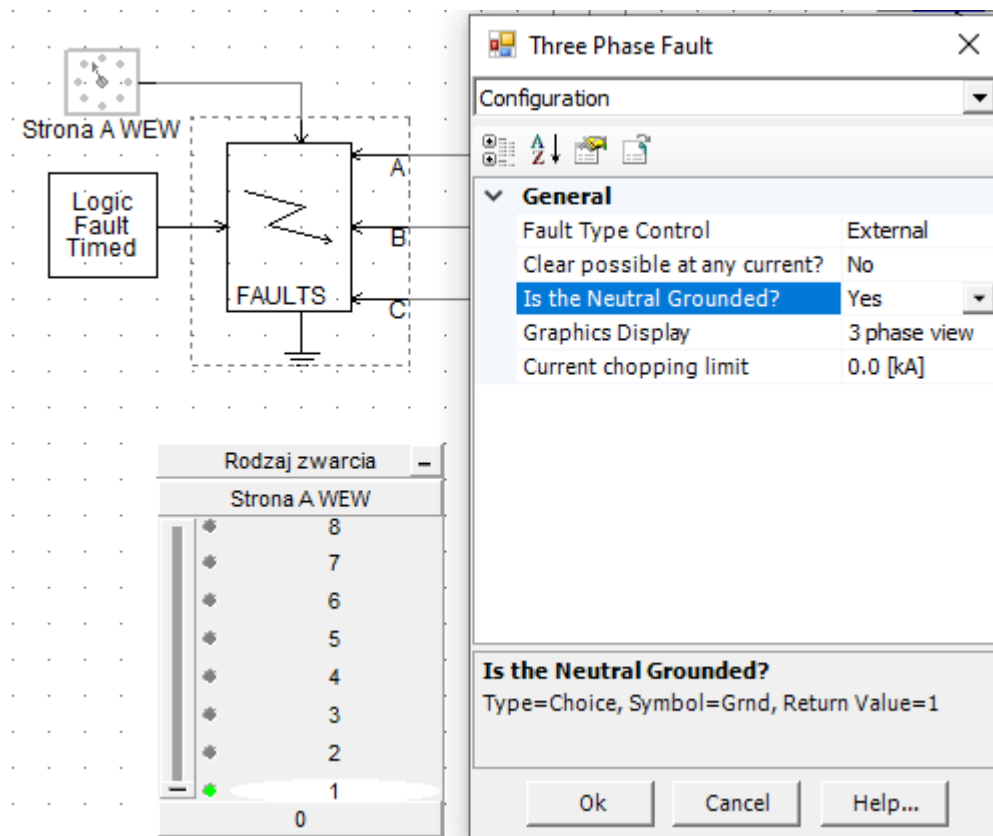 Strona A WEW
Logic
Fault
Timed
A
B
C
FAULTS
Rodzaj zwarcia
Strona A WEW
8
7
6
5
4
3
2
1
0
Three Phase Fault
Configuration
General
Fault Type Control External
Clear possible at any current? No
Is the Neutral Grounded? Yes
Graphics Display 3 phase view
Current chopping limit 0.0 [kA]
Is the Neutral Grounded?
Type=Choice, Symbol=Grnd, Return Value=1
Ok Cancel Help...